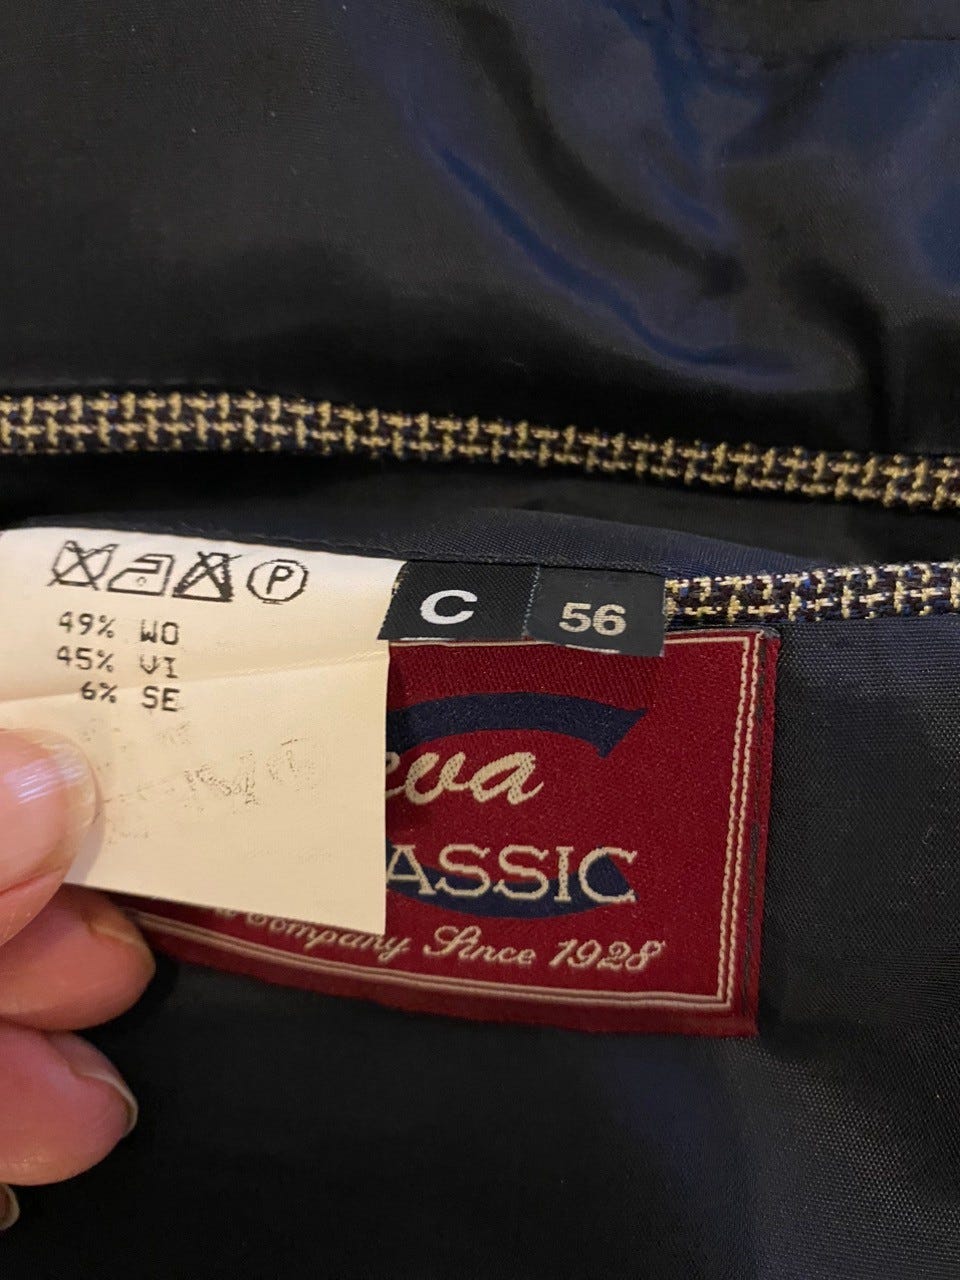 P
49% WO
45% VI
6% SE
C
56
eva
ASSIC
Company Since 1928